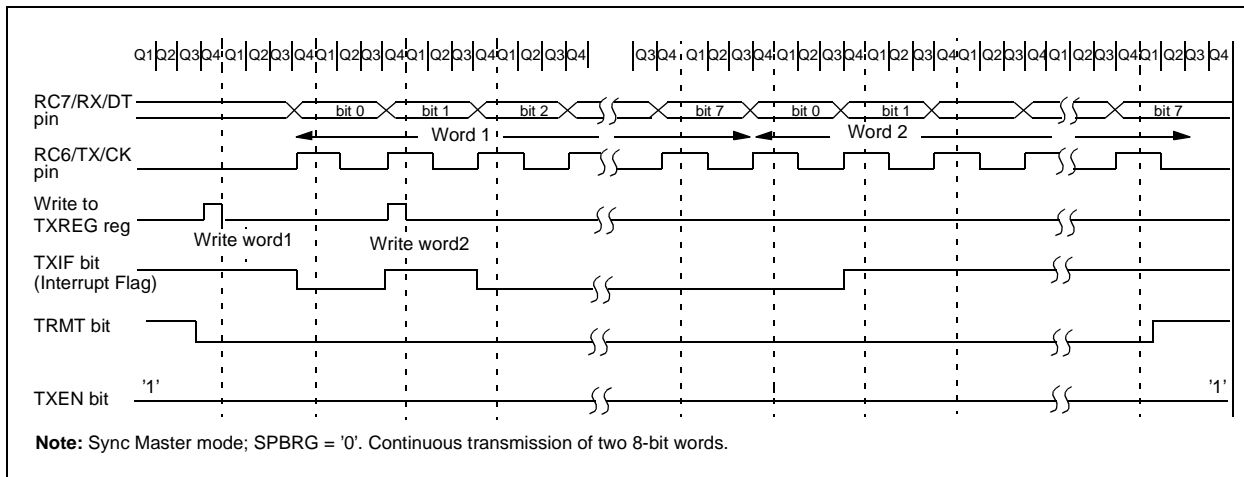 Q1 Q2 Q3 Q4 Q1 Q2 Q3 Q4 Q1 Q2 Q3 Q4 Q1 Q2 Q3 Q4 Q1 Q2 Q3 Q4 Q3 Q4 Q1 Q2 Q3 Q4 Q1 Q2 Q3 Q4 Q1 Q2 Q3 Q4 Q1 Q2 Q3 Q4 Q1 Q2 Q3 Q4 Q1 Q2 Q3 Q4
RC7/RX/DT
pin
bit 0 bit 1 bit 2 bit 7 bit 0 bit 1 bit 7
Word 1 Word 2
RC6/TX/CK
pin
Write to
TXREG reg
Write word1 Write word2
TXIF bit
(Interrupt Flag)
TRMT bit
'1' '1'
TXEN bit
Note: Sync Master mode; SPBRG = '0'. Continuous transmission of two 8-bit words.